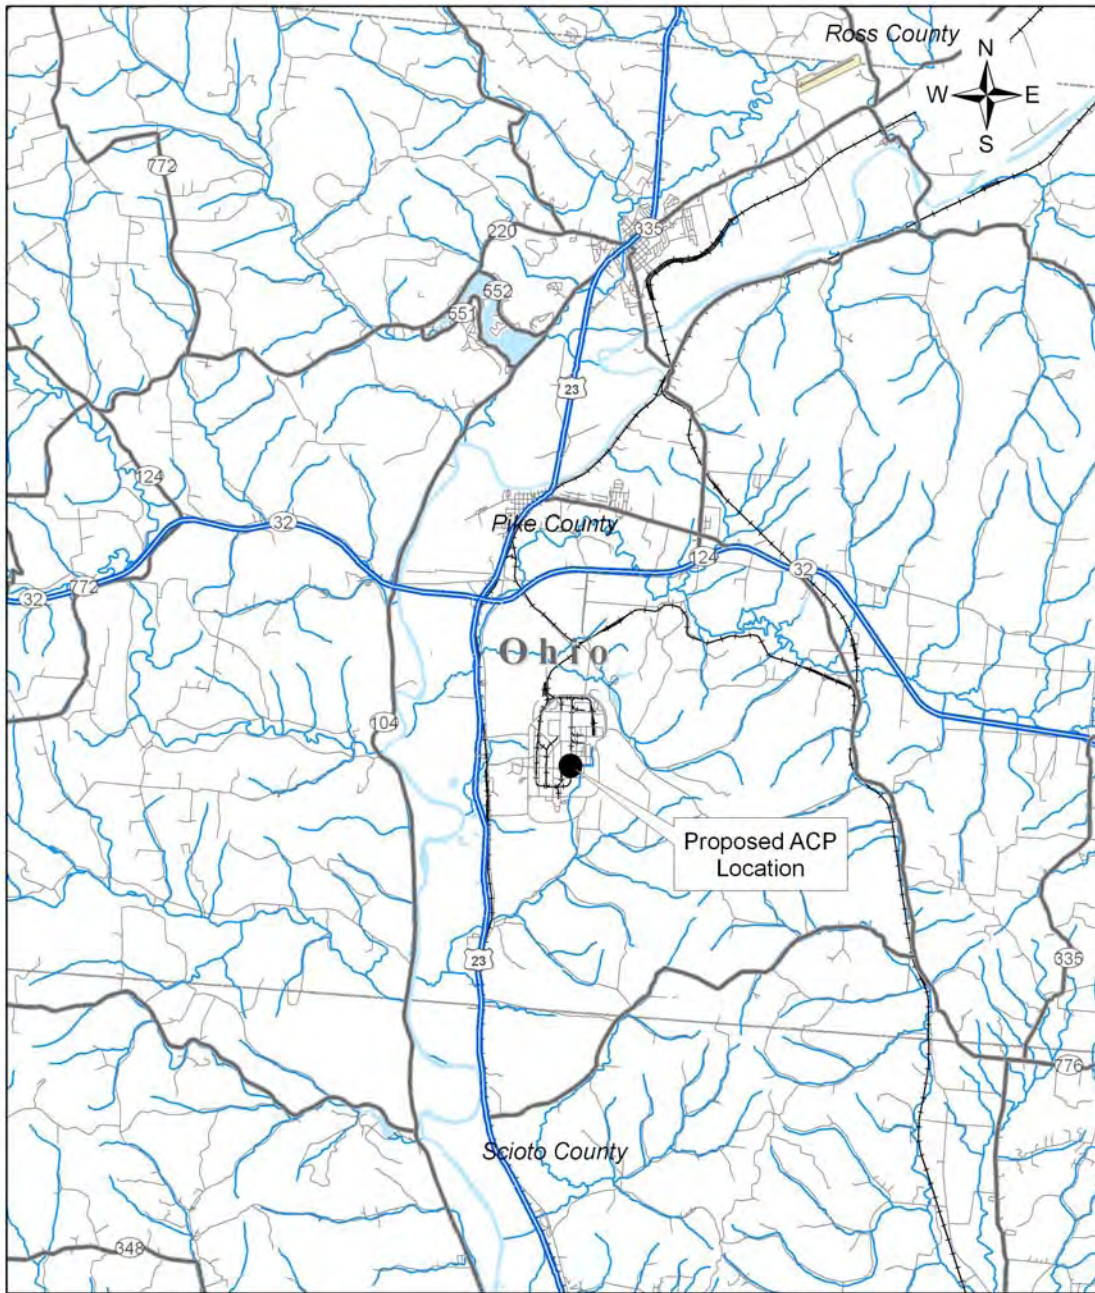 Ross County
N
W
E
S
772
220
335
552
551
23
124
Pike County
32
124
32
772
32
Ohio
104
Proposed ACP
Location
23
335
776
Scioto County
348